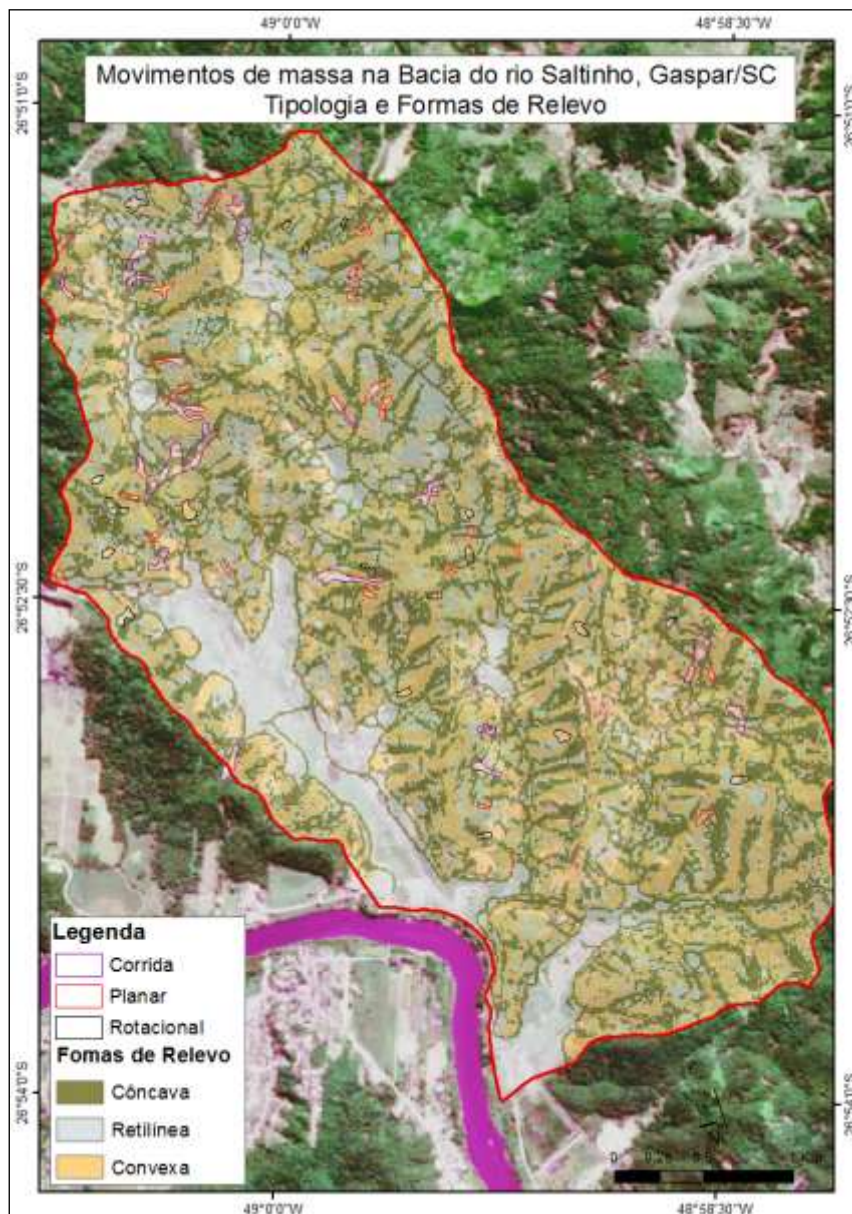 49°0'0"W
48°58'30"W
Movimentos de massa na Bacia do rio Saltinho, Gaspar/SC
Tipologia e Formas de Relevo
26°51'0"S
26°51'0"S
26°52'30"S
26°52'30"S
Legenda
Corrida
Planar
Rotacional
Fomas de Relevo
Côncava
Retilínea
Convexa
26°54'0"S
26°54'0"S
0
49°0'0"W
48°58'30"W